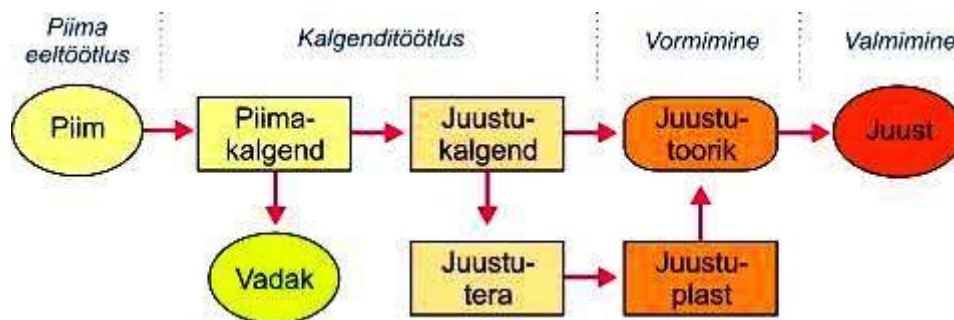 Piima
eeltöötlus
Kalgenditöötlus
Vormimine
Valmimine
Piim
Piima-
kalgend
Juustu-
kalgend
Juustu-
toorik
Juust
Vadak
Juustu-
tera
Juustu-
plast